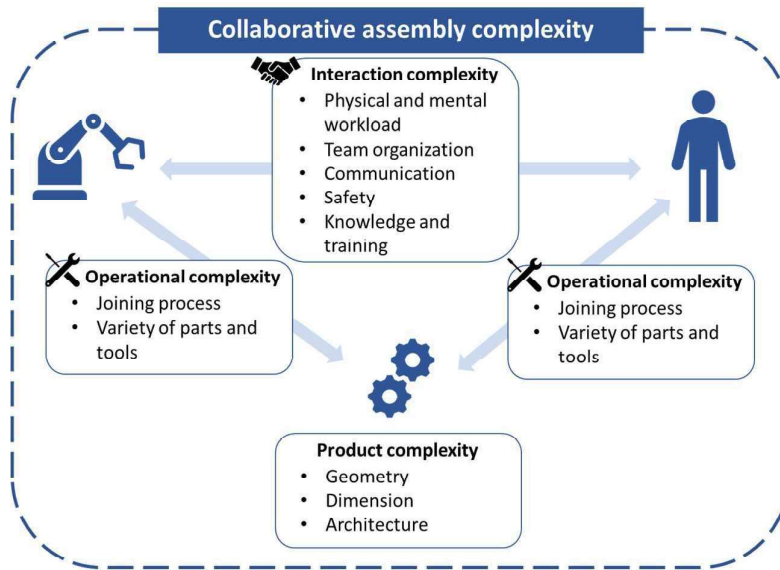 Collaborative assembly complexity
Interaction complexity
• Physical and mental
workload
• Team organization
• Communication
• Safety
• Knowledge and
training
Operational complexity
• Joining process
• Variety of parts and
tools
Operational complexity
• Joining process
• Variety of parts and
tools
Product complexity
• Geometry
• Dimension
• Architecture